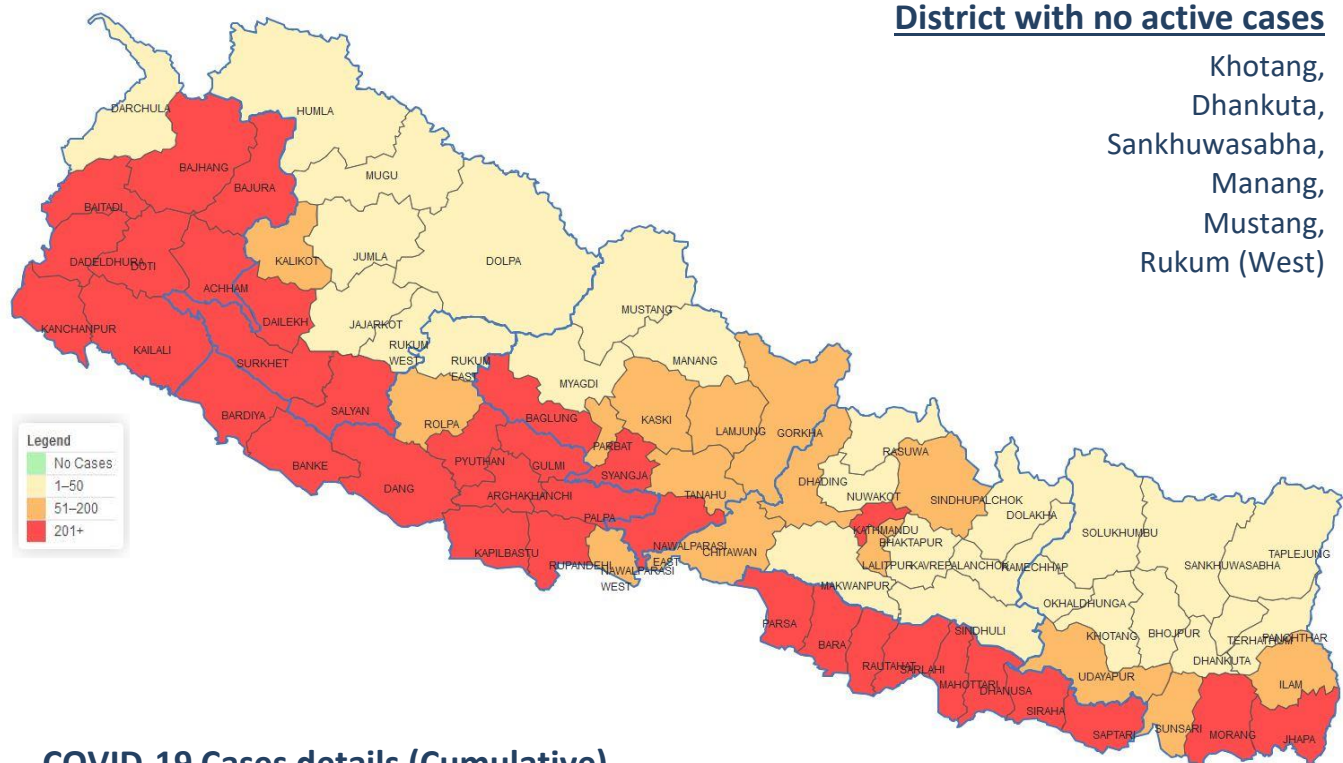 District with no active cases
Khotang,
Dhankuta,
Sankhuwasabha,
Manang,
Mustang,
Rukum (West)
DARCHULA
HUMLA
BAJHANG
MUGU
BAJURA
BAITADI
DADELDHURA
DOTI
KALIKOT
JUMLA
DOLPA
ACHHAM
MUSTANG
KANCHANPUR
DAILEKH
JAJARKOT
KAILALI
RUKUM
WEST
RUKUM
EAST
SURKHET
MANANG
MYAGDI
BARDIYA
SALYAN
ROLPA
BAGLUNG
KASKI
LAMJUNG
GORKHA
PARBAT
RASUWA
BANKE
DANG
PYUTHAN
GULMI
SYANGJA
DHADING
NUWAKOT
SINDHUPALCHOK
ARGHAKHANCHI
TANAHU
DOLAKHA
PALPA
KATHMANDU
BHAKTAPUR
SOLUKHUMBU
KAPILBASTU
RUPANDEHI
NAWALPARASI
EAST
CHITAWAN
NAWALPARASI
WEST
LALITPUR
KAVREPALANCHOK
RAMECHHAP
SANKHUWASABHA
TAPLEJUNG
MAKWANPUR
OKHALDHUNGA
PARSA
SINDHULI
KHOTANG
BHOJPUR
TERHATHUM
PANCHTHAR
BARA
RAUTAHAT
SARLAHI
DHANKUTA
MAHOTTARI
DHANUSA
UDAYAPUR
ILAM
SIRAHA
SAPTARI
SUNSARI
MORANG
JHAPA
Legend
No Cases
1–50
51–200
201+
COVID-19 Cases details (Cumulative)